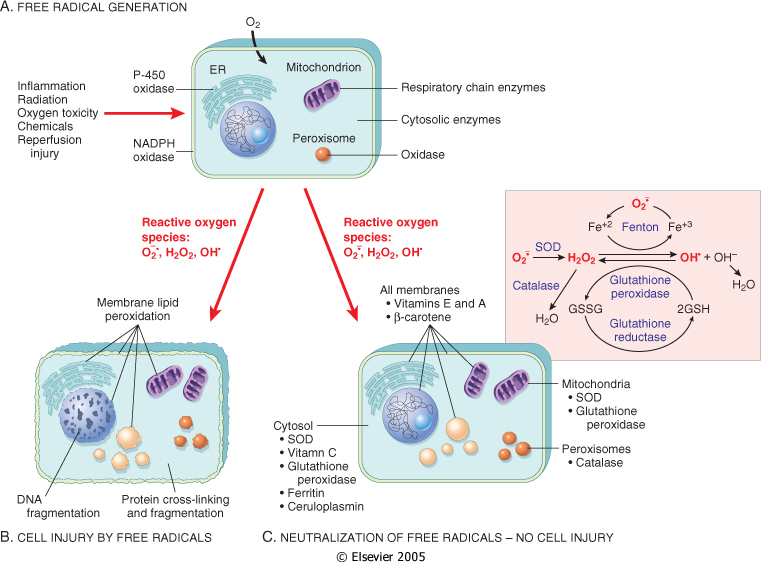 A. FREE RADICAL GENERATION
O₂
Inflammation
Radiation
Oxygen toxicity
Chemicals
Reperfusion
injury
P-450
oxidase
NADPH
oxidase
ER
Mitochondrion
Peroxisome
Respiratory chain enzymes
Cytosolic enzymes
Oxidase
Reactive oxygen
species:
O₂⁻•, H₂O₂, OH•
Reactive oxygen
species:
O₂⁻•, H₂O₂, OH•
O₂⁻•
Fe⁺² Fenton Fe⁺³
O₂⁻• SOD H₂O₂ OH• + OH⁻
H₂O
Catalase
H₂O
Glutathione
peroxidase
GSSG 2GSH
Glutathione
reductase
Membrane lipid
peroxidation
DNA
fragmentation
Protein cross-linking
and fragmentation
All membranes
• Vitamins E and A
• β-carotene
Cytosol
• SOD
• Vitamn C
• Glutathione
peroxidase
• Ferritin
• Ceruloplasmin
Mitochondria
• SOD
• Glutathione
peroxidase
Peroxisomes
• Catalase
B. CELL INJURY BY FREE RADICALS
C. NEUTRALIZATION OF FREE RADICALS – NO CELL INJURY
© Elsevier 2005